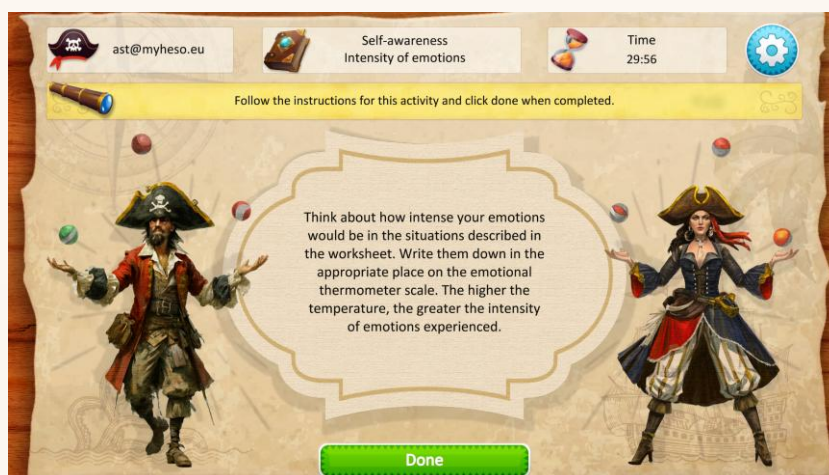 ast@myheso.eu
Self-awareness
Intensity of emotions
Time
29:56
Follow the instructions for this activity and click done when completed.
Think about how intense your emotions
would be in the situations described in
the worksheet. Write them down in the
appropriate place on the emotional
thermometer scale. The higher the
temperature, the greater the intensity
of emotions experienced.
Done